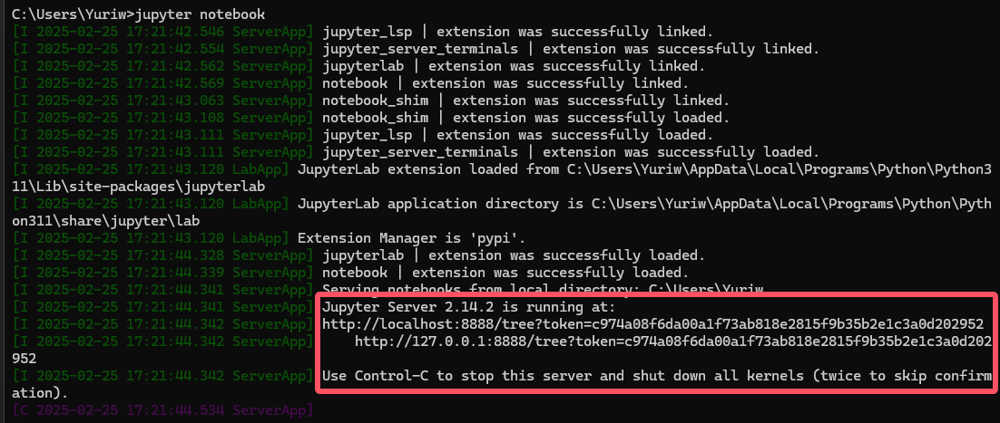 C:\Users\Yuriw>jupyter notebook
[I 2025-02-25 17:21:42.546 ServerApp] jupyter_lsp | extension was successfully linked.
[I 2025-02-25 17:21:42.554 ServerApp] jupyter_server_terminals | extension was successfully linked.
[I 2025-02-25 17:21:42.562 ServerApp] jupyterlab | extension was successfully linked.
[I 2025-02-25 17:21:42.569 ServerApp] notebook | extension was successfully linked.
[I 2025-02-25 17:21:43.063 ServerApp] notebook_shim | extension was successfully linked.
[I 2025-02-25 17:21:43.108 ServerApp] notebook_shim | extension was successfully loaded.
[I 2025-02-25 17:21:43.111 ServerApp] jupyter_lsp | extension was successfully loaded.
[I 2025-02-25 17:21:43.111 ServerApp] jupyter_server_terminals | extension was successfully loaded.
[I 2025-02-25 17:21:43.120 LabApp] JupyterLab extension loaded from C:\Users\Yuriw\AppData\Local\Programs\Python\Python3
11\Lib\site-packages\jupyterlab
[I 2025-02-25 17:21:43.120 LabApp] JupyterLab application directory is C:\Users\Yuriw\AppData\Local\Programs\Python\Pyth
on311\share\jupyter\lab
[I 2025-02-25 17:21:43.120 LabApp] Extension Manager is 'pypi'.
[I 2025-02-25 17:21:44.328 ServerApp] jupyterlab | extension was successfully loaded.
[I 2025-02-25 17:21:44.339 ServerApp] notebook | extension was successfully loaded.
[I 2025-02-25 17:21:44.341 ServerApp] Serving notebooks from local directory: C:\Users\Yuriw
[I 2025-02-25 17:21:44.341 ServerApp] Jupyter Server 2.14.2 is running at:
[I 2025-02-25 17:21:44.342 ServerApp] http://localhost:8888/tree?token=c974a08f6da00a1f73ab818e2815f9b35b2e1c3a0d202952
[I 2025-02-25 17:21:44.342 ServerApp]     http://127.0.0.1:8888/tree?token=c974a08f6da00a1f73ab818e2815f9b35b2e1c3a0d202
952
[I 2025-02-25 17:21:44.342 ServerApp] Use Control-C to stop this server and shut down all kernels (twice to skip confirm
ation).
[C 2025-02-25 17:21:44.534 ServerApp]